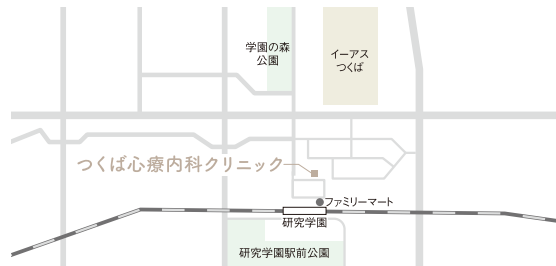 学園の森
公園
イーアス
つくば
つくば心療内科クリニック
ファミリーマート
研究学園
研究学園駅前公園